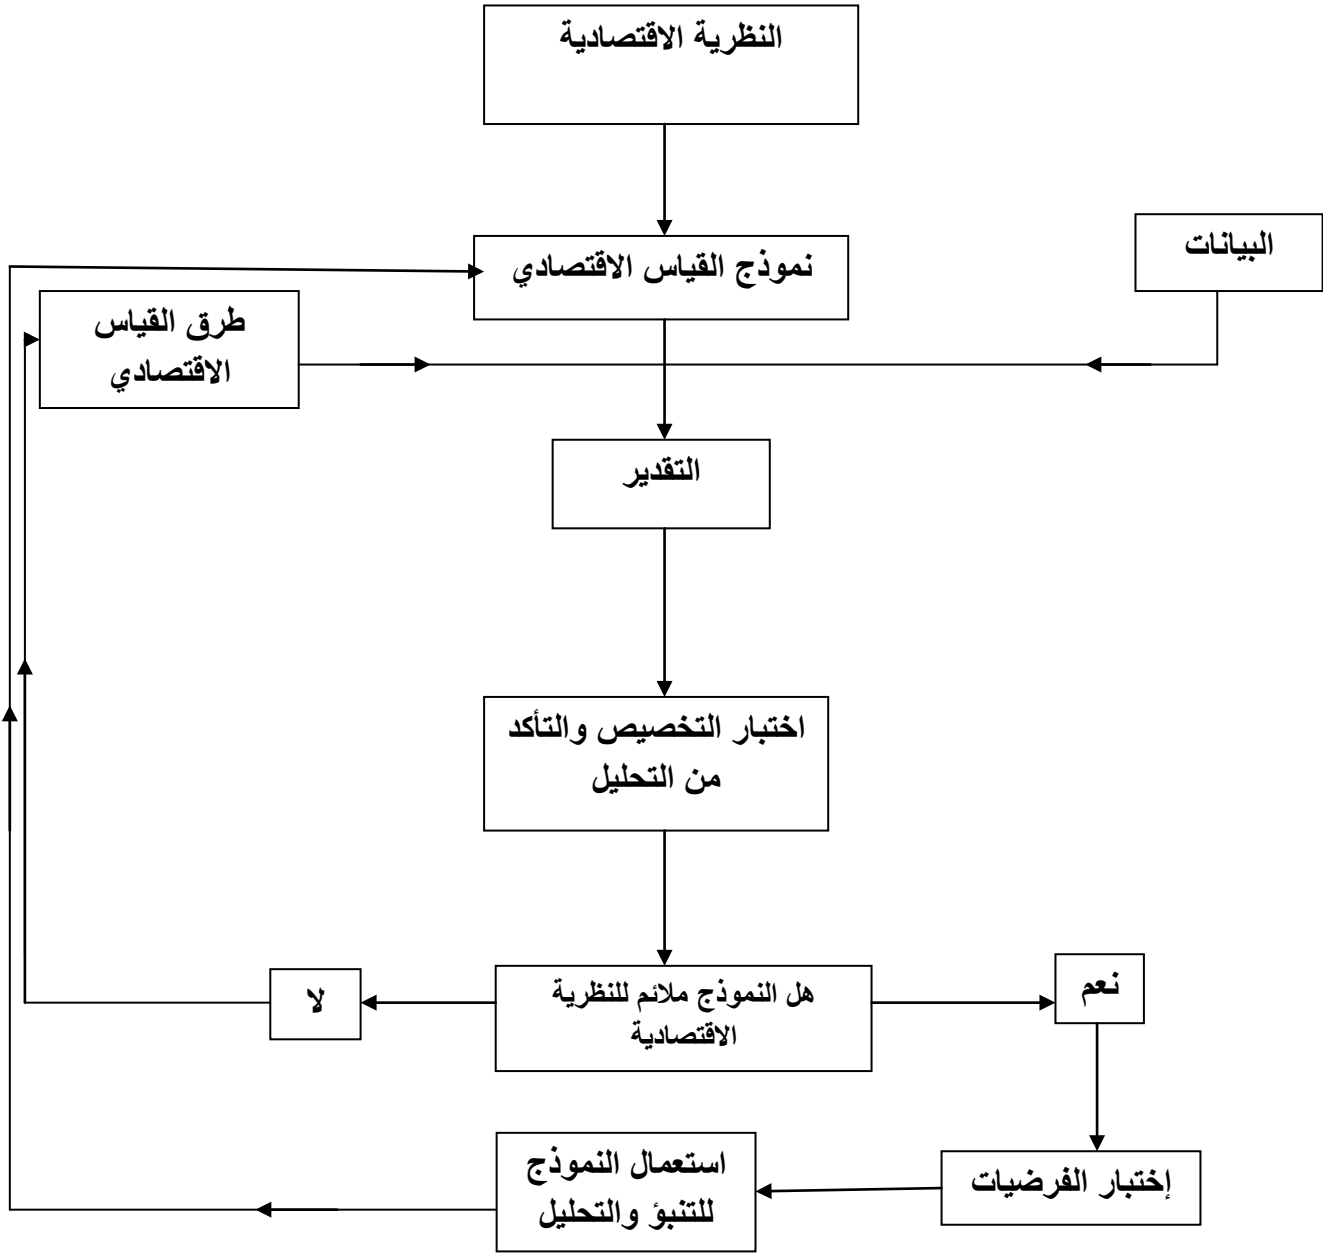 النظرية الاقتصادية
نموذج القياس الاقتصادي
البيانات
طرق القياس
الاقتصادي
التقدير
اختبار التخصيص والتأكد
من التحليل
هل النموذج ملائم للنظرية
الاقتصادية
نعم
لا
إختبار الفرضيات
استعمال النموذج
للتنبؤ والتحليل